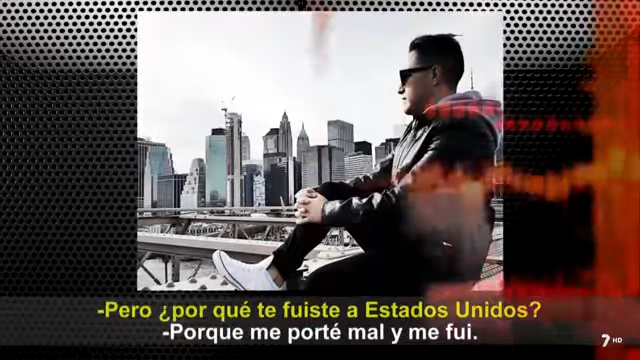 -Pero ¿por qué te fuiste a Estados Unidos?
-Porque me porté mal y me fui.
7 HD